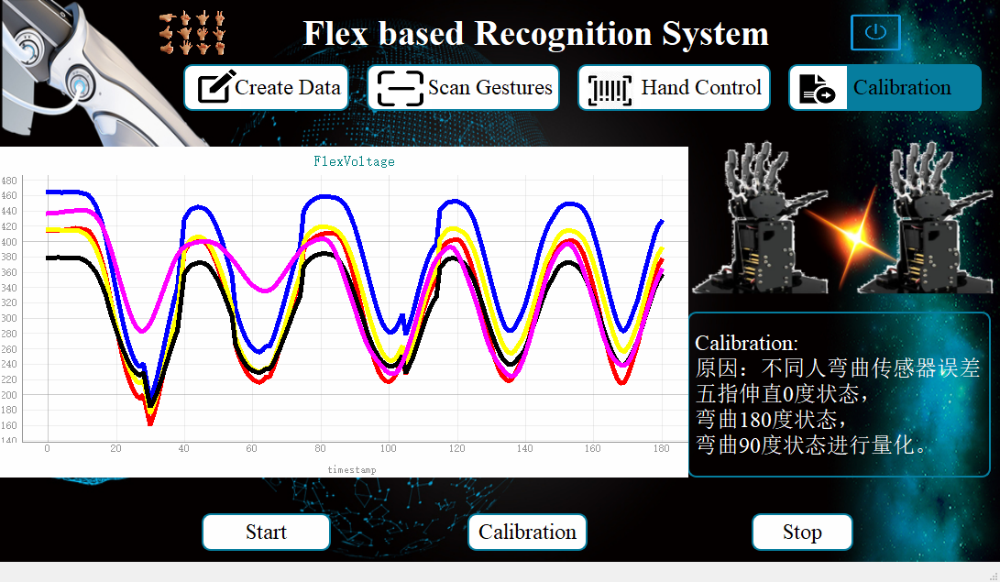 Flex based Recognition System
Create Data
Scan Gestures
Hand Control
Calibration
FlexVoltage
480
460
440
420
400
380
360
340
320
300
280
260
240
220
200
180
160
140
0
20
40
60
80
100
120
140
160
180
timestamp
Calibration:
原因：不同人弯曲传感器误差
五指伸直0度状态，
弯曲180度状态，
弯曲90度状态进行量化。
Start
Calibration
Stop